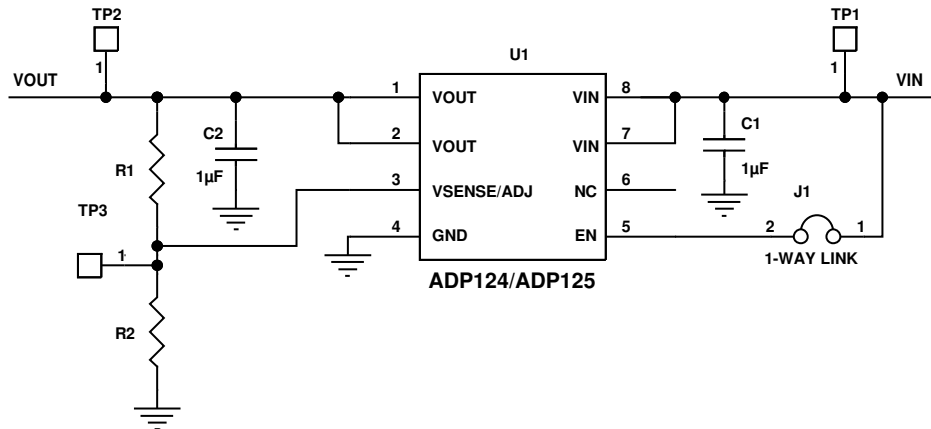 TP2
TP1
1
U1
1
VOUT
VIN
1
VOUT
VIN
8
C2
C1
2
VOUT
VIN
7
R1
1µF
1µF
3
VSENSE/ADJ
NC
6
J1
TP3
4
GND
EN
5
2
1
1
1-WAY LINK
ADP124/ADP125
R2